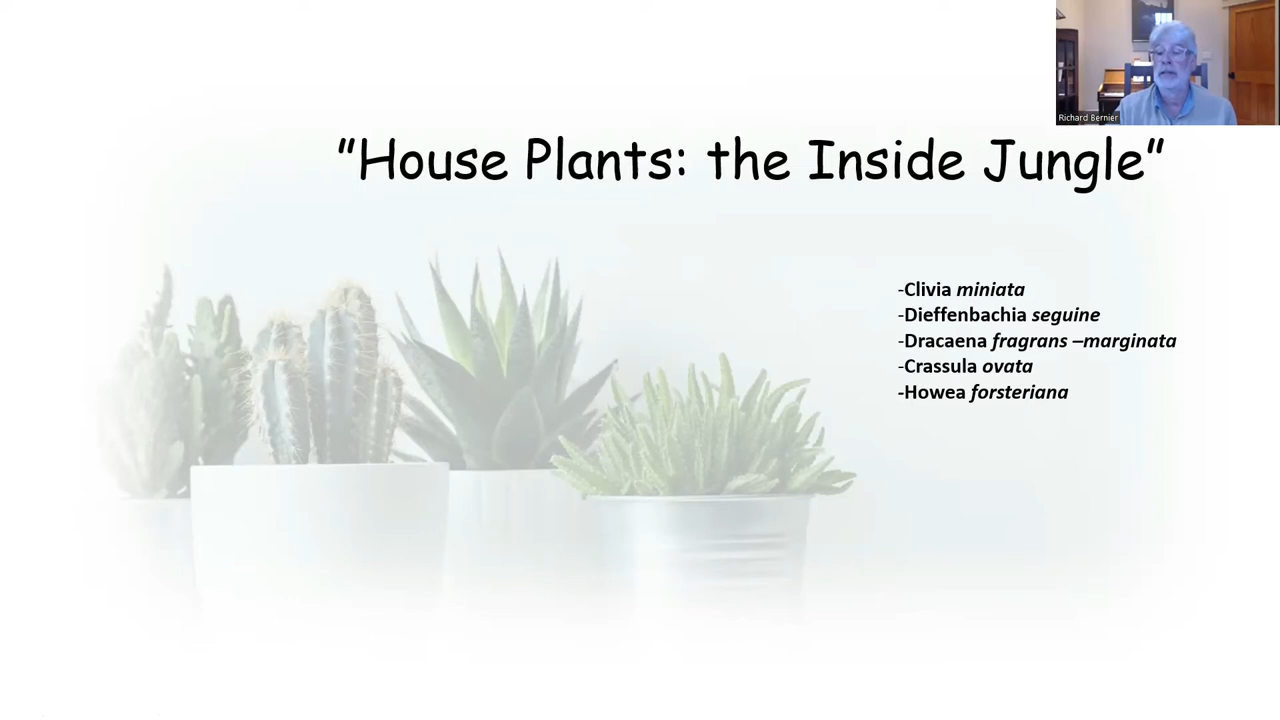 Richard Bernier
"House Plants: the Inside Jungle"
-Clivia miniata
-Dieffenbachia seguine
-Dracaena fragrans –marginata
-Crassula ovata
-Howea forsteriana